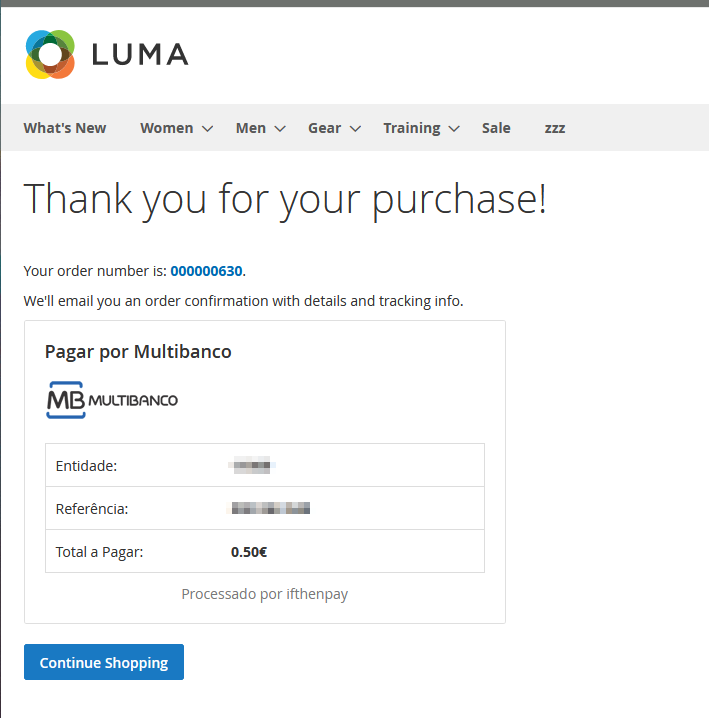 LUMA
What's New Women Men Gear Training Sale zzz
Thank you for your purchase!
Your order number is: 000000630.
We'll email you an order confirmation with details and tracking info.
Pagar por Multibanco
MB MULTIBANCO
Entidade:
Referência:
Total a Pagar: 0.50€
Processado por ifthenpay
Continue Shopping